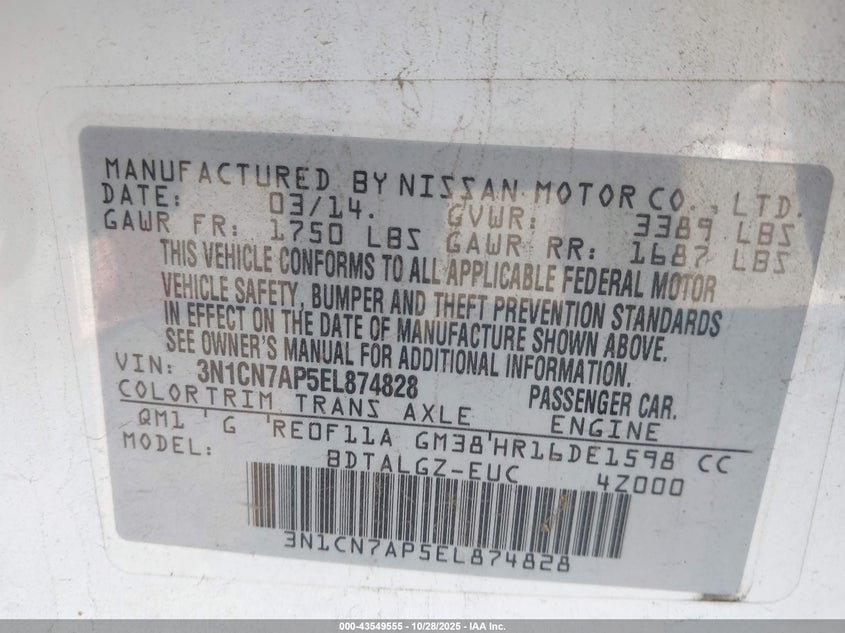 MANUFACTURED BY NISSAN MOTOR CO., LTD.
DATE: 03/14. GVWR: 3389 LBS
GAWR FR: 1750 LBS GAWR RR: 1687 LBS
THIS VEHICLE CONFORMS TO ALL APPLICABLE FEDERAL MOTOR
VEHICLE SAFETY, BUMPER AND THEFT PREVENTION STANDARDS
IN EFFECT ON THE DATE OF MANUFACTURE SHOWN ABOVE.
SEE OWNER'S MANUAL FOR ADDITIONAL INFORMATION.
VIN: 3N1CN7AP5EL874828 PASSENGER CAR.
COLORTRIM TRANS AXLE ENGINE
QM1 ' G 'RE0F11A GM38'HR16DE1598 CC
MODEL: BDTALGZ-EUC 4Z000
3N1CN7AP5EL874828
000-43549555 - 10/28/2025 - IAA Inc.